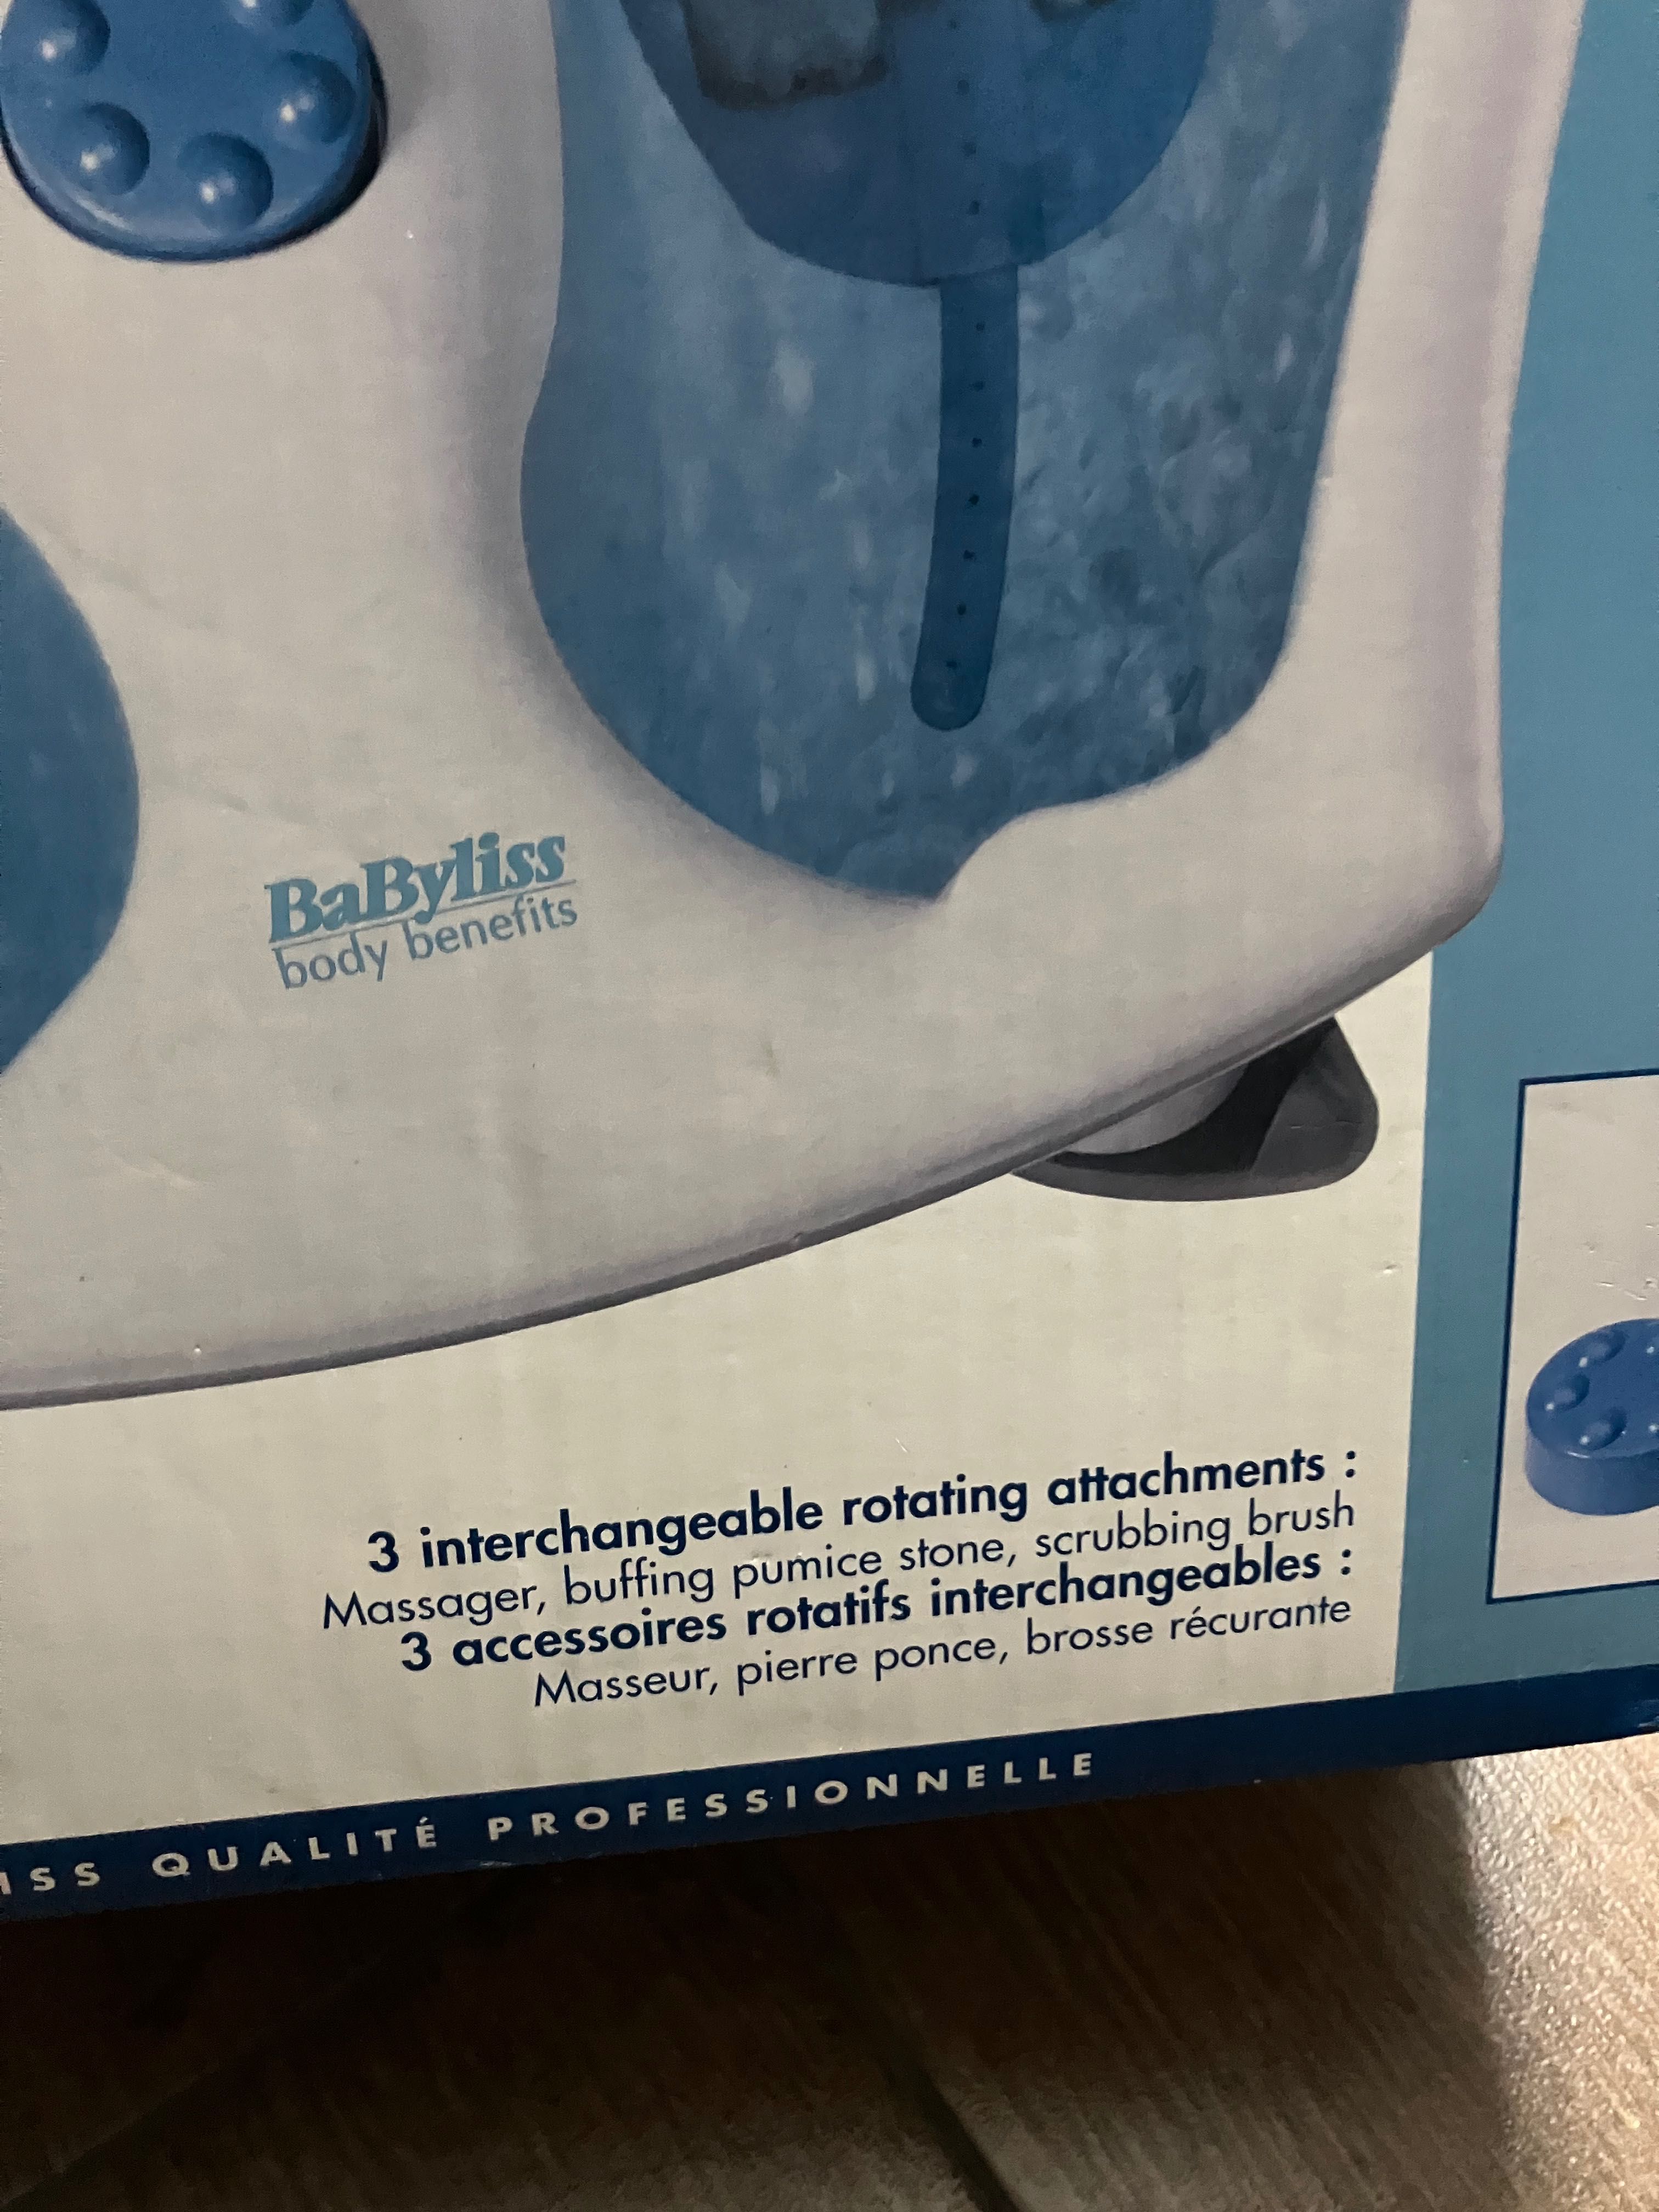 BaByliss
body benefits
3 interchangeable rotating attachments :
Massager, buffing pumice stone, scrubbing brush
3 accessoires rotatifs interchangeables :
Masseur, pierre ponce, brosse récurante
ISS QUALITÉ PROFESSIONNELLE